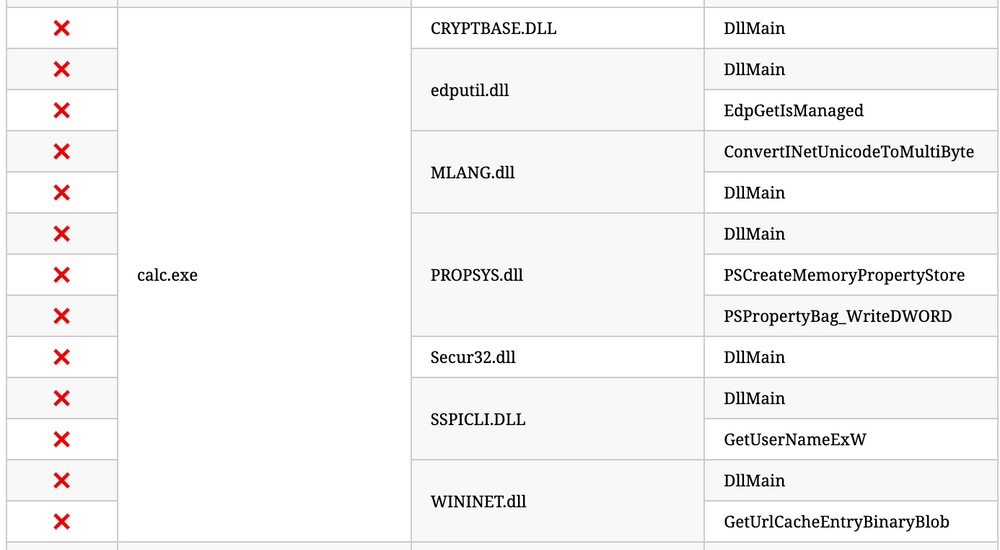 CRYPTBASE.DLL DllMain
edputil.dll DllMain
EdpGetIsManaged
MLANG.dll ConvertINetUnicodeToMultiByte
DllMain
calc.exe PROPSYS.dll DllMain
PSCreateMemoryPropertyStore
PSPropertyBag_WriteDWORD
Secur32.dll DllMain
SSPICLI.DLL DllMain
GetUserNameExW
WININET.dll DllMain
GetUrlCacheEntryBinaryBlob